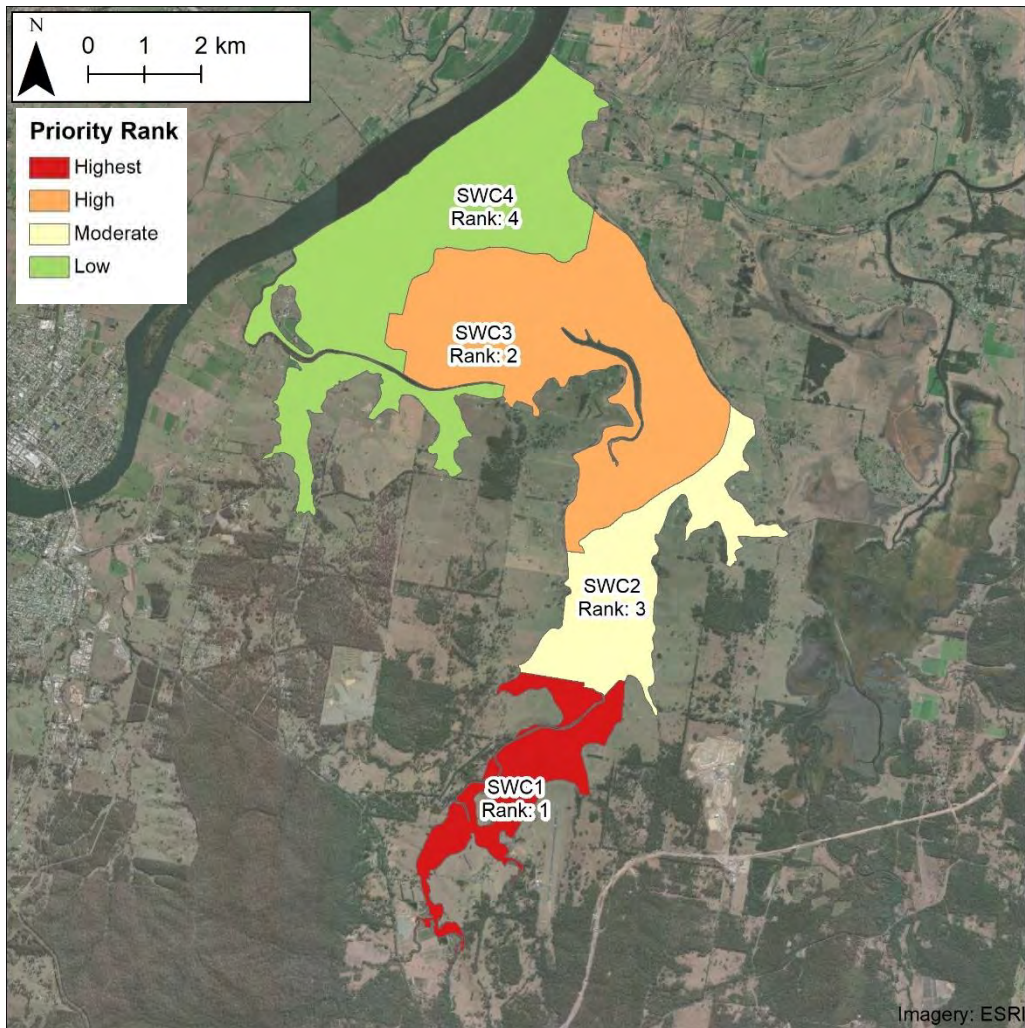 N
0 1 2 km
Priority Rank
Highest
High
Moderate
Low
SWC4
Rank: 4
SWC3
Rank: 2
SWC2
Rank: 3
SWC1
Rank: 1
Imagery: ESRI